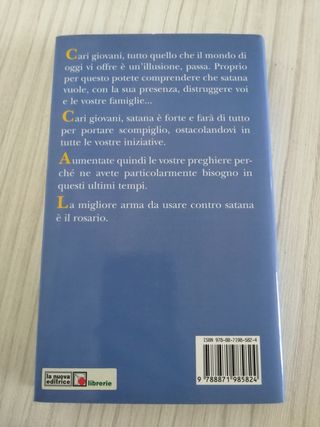 Cari giovani, tutto quello che il mondo di
oggi vi offre è un'illusione, passa. Proprio
per questo potete comprendere che satana
vuole, con la sua presenza, distruggere voi
e le vostre famiglie...
Cari giovani, satana è forte e farà di tutto
per portare scompiglio, ostacolandovi in
tutte le vostre iniziative.
Aumentate quindi le vostre preghiere per-
ché ne avete particolarmente bisogno in
questi ultimi tempi.
La migliore arma da usare contro satana
è il rosario.
ISBN 978-88-7198-582-4
9 788871 985824
la nuova
editrice
librerie